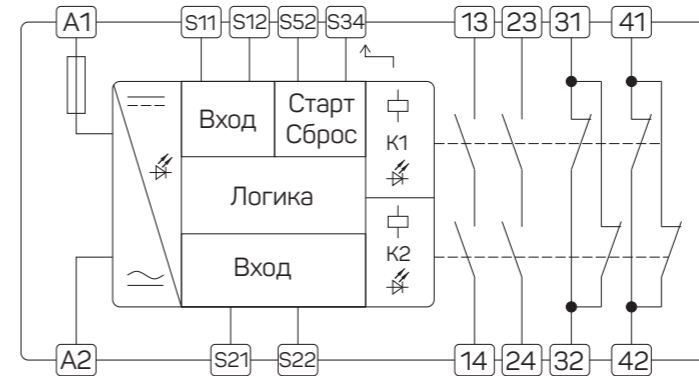 A1 S11 S12 S52 S34 13 23 31 41
Вход
Старт
Сброс
K1
Логика
K2
Вход
A2 S21 S22 14 24 32 42